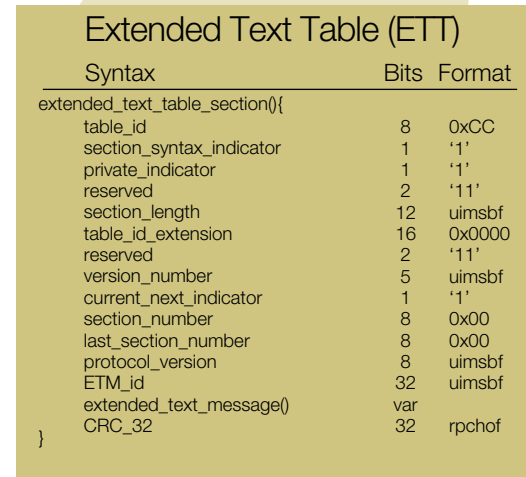 Extended Text Table (ETT)
Syntax Bits Format
extended_text_table_section(){
table_id 8 0xCC
section_syntax_indicator 1 ‘1’
private_indicator 1 ‘1’
reserved 2 ‘11’
section_length 12 uimsbf
table_id_extension 16 0x0000
reserved 2 ‘11’
version_number 5 uimsbf
current_next_indicator 1 ‘1’
section_number 8 0x00
last_section_number 8 0x00
protocol_version 8 uimsbf
ETM_id 32 uimsbf
extended_text_message() var
CRC_32 32 rpchof
}